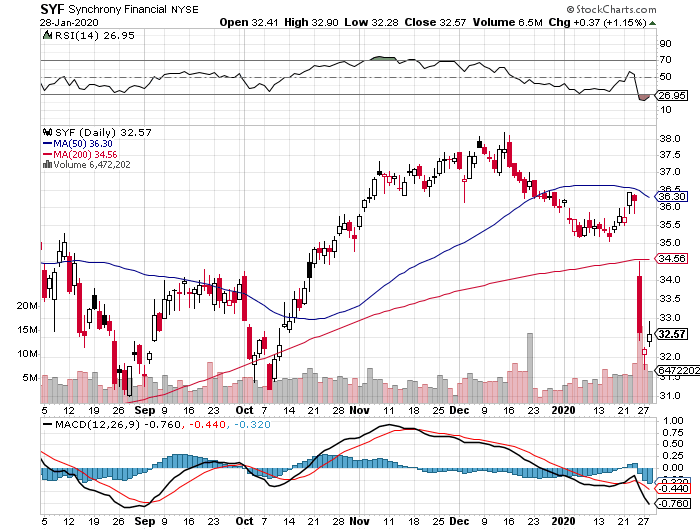 SYF Synchrony Financial NYSE © StockCharts.com
28-Jan-2020 Open 32.41 High 32.90 Low 32.28 Close 32.57 Volume 6.5M Chg +0.37 (+1.15%)
RSI(14) 26.95
90
70
50
26.95
10
SYF (Daily) 32.57
MA(50) 36.30
MA(200) 34.56
Volume 6,472,202
38.0
37.5
37.0
36.5
36.30
36.0
35.5
35.0
34.56
34.0
33.5
33.0
32.57
32.0
6472202
31.5
31.0
20M
15M
10M
5M
5 12 19 26 Sep 9 16 23 Oct 7 14 21 28 Nov 11 18 25 Dec 9 16 23 2020 13 21 27
MACD(12,26,9) -0.760, -0.440, -0.320
1.00
0.75
0.50
0.25
0.00
-0.320
-0.440
-0.760
5 12 19 26 Sep 9 16 23 Oct 7 14 21 28 Nov 11 18 25 Dec 9 16 23 2020 13 21 27